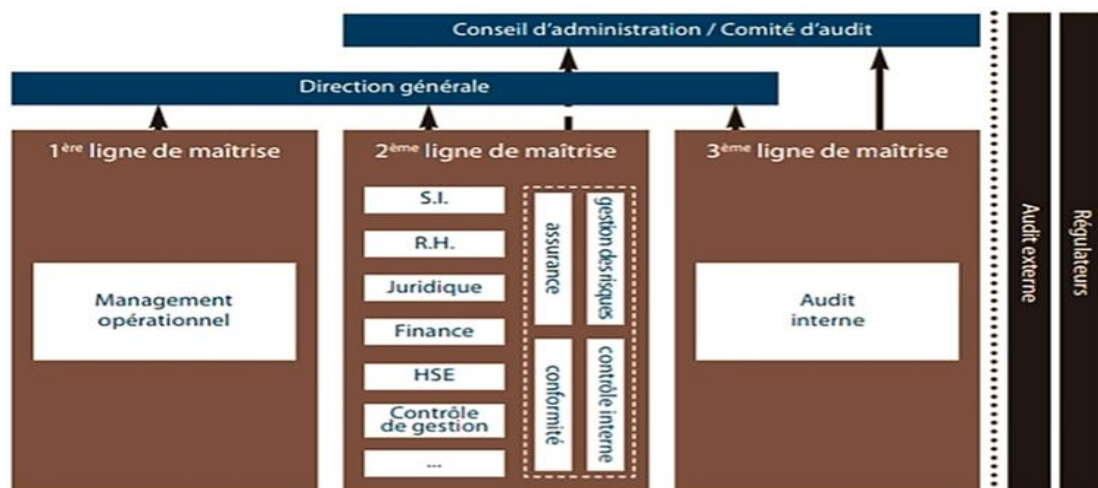 Conseil d'administration / Comité d'audit
Direction générale
1ère ligne de maîtrise
Management
opérationnel
2ème ligne de maîtrise
S.I.
R.H.
Juridique
Finance
HSE
Contrôle
de gestion
...
assurance
gestion des risques
conformité
contrôle interne
3ème ligne de maîtrise
Audit
interne
Audit externe
Régulateurs